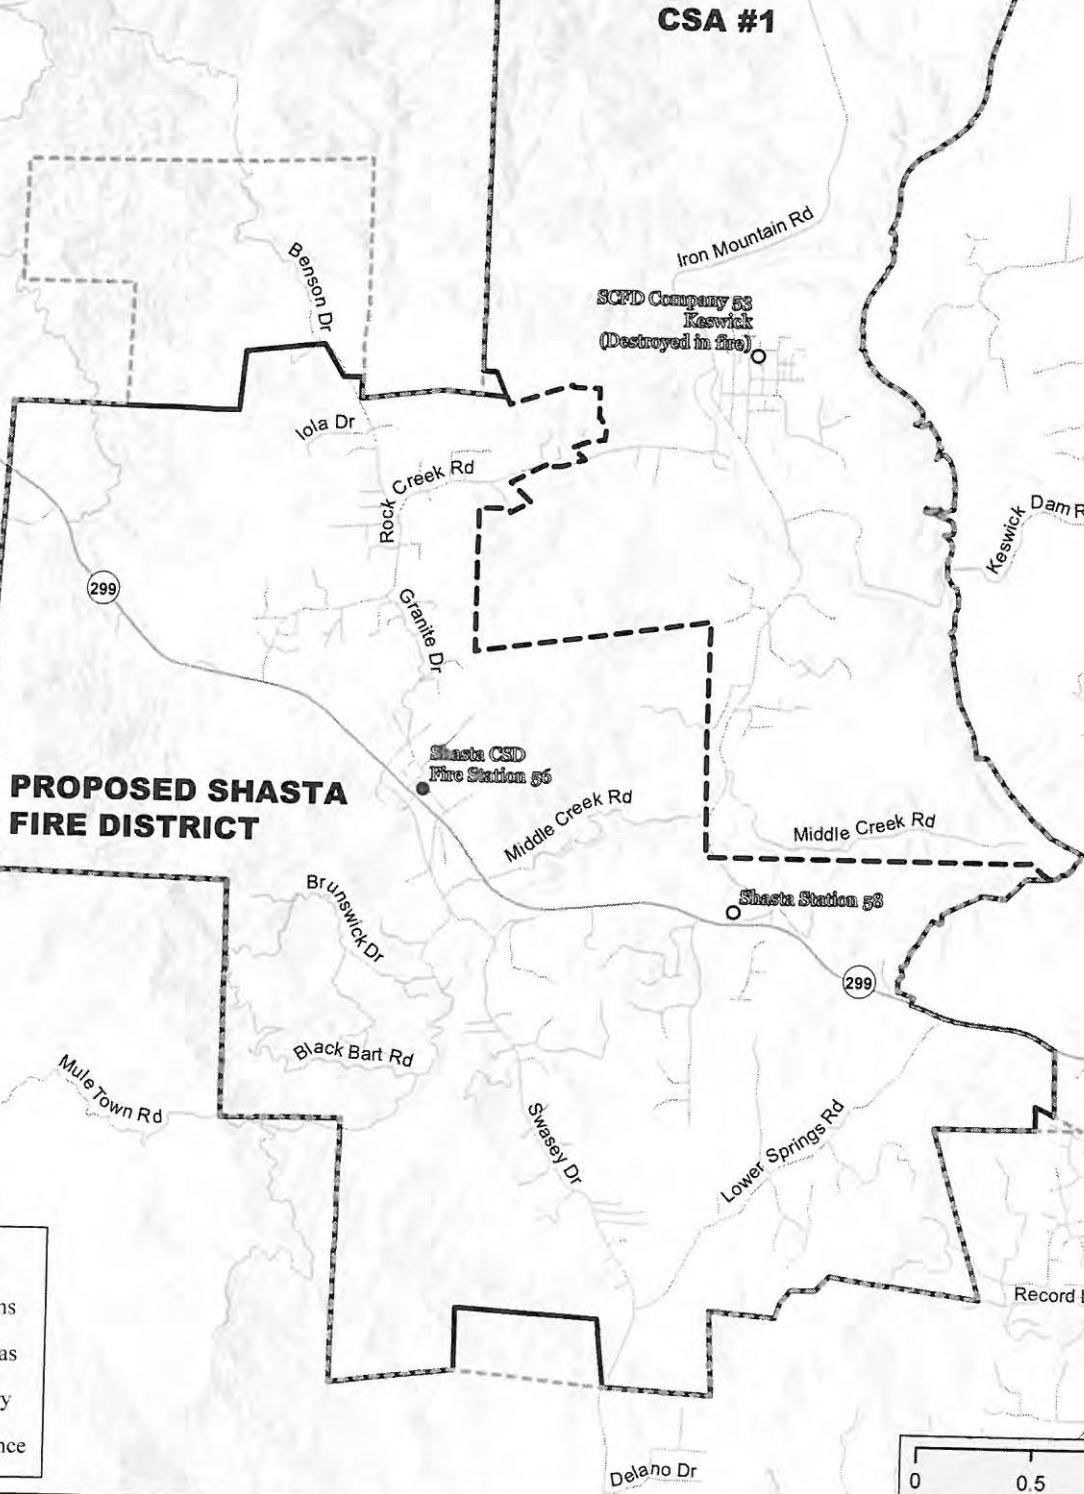 CSA #1
Iron Mountain Rd
Benson Dr
SCFD Company 53
Keswick
(Destroyed in fire)
Iola Dr
Rock Creek Rd
Keswick Dam R
299
Granite Dr
Shasta CSD
Fire Station 56
PROPOSED SHASTA
FIRE DISTRICT
Middle Creek Rd
Middle Creek Rd
Brunswick Dr
Shasta Station 58
299
Black Bart Rd
Mule Town Rd
Swasey Dr
Lower Springs Rd
Record
ns
as
y
nce
Delano Dr
0 0.5